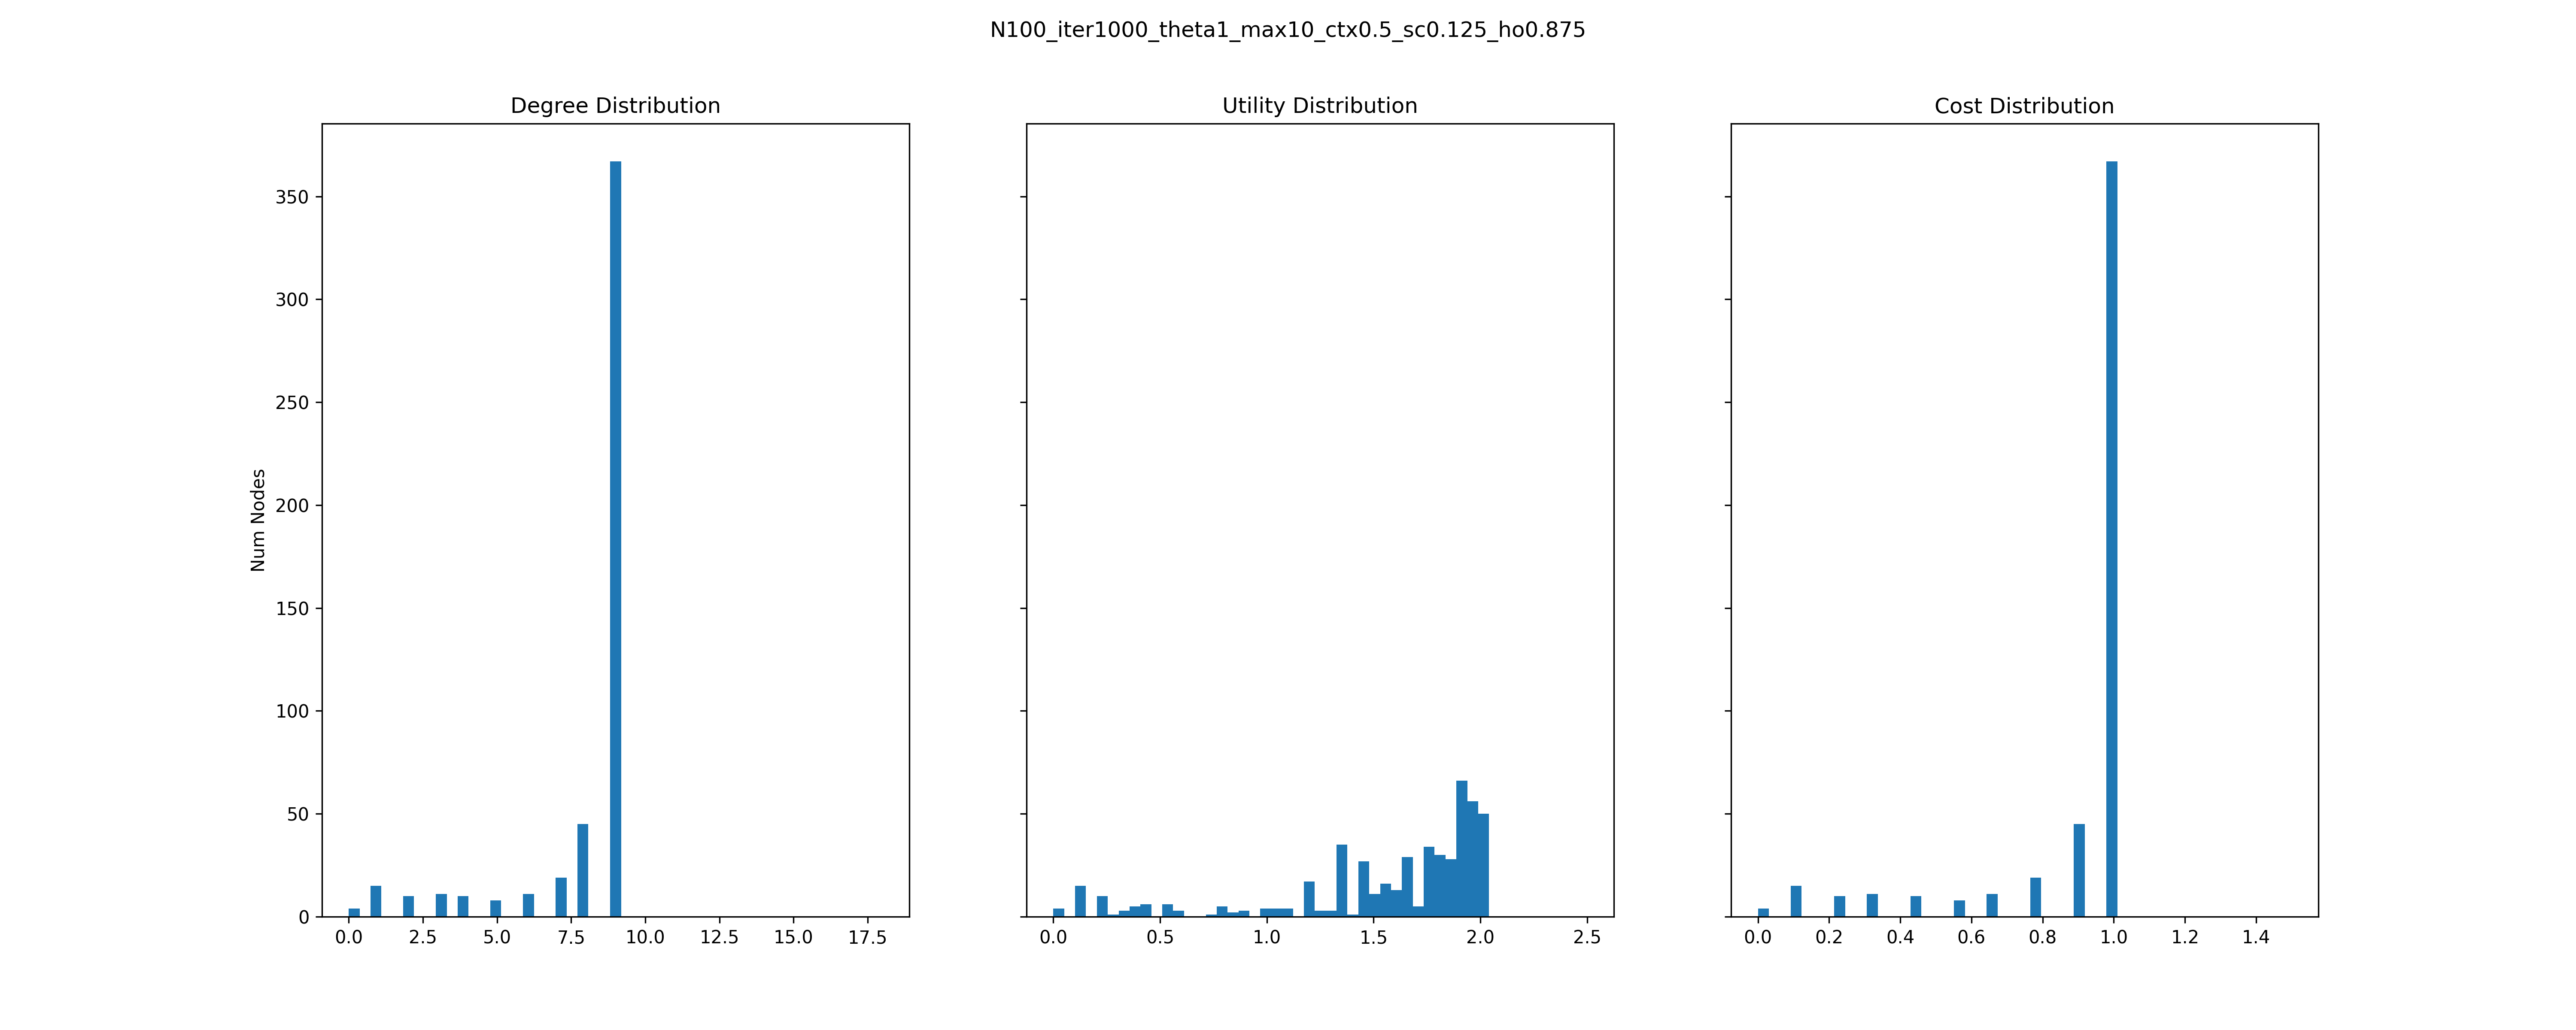 N100_iter1000_theta1_max10_ctx0.5_sc0.125_ho0.875
Degree Distribution
Utility Distribution
Cost Distribution
Num Nodes
350
300
250
200
150
100
50
0
0.0 2.5 5.0 7.5 10.0 12.5 15.0 17.5
0.0 0.5 1.0 1.5 2.0 2.5
0.0 0.2 0.4 0.6 0.8 1.0 1.2 1.4